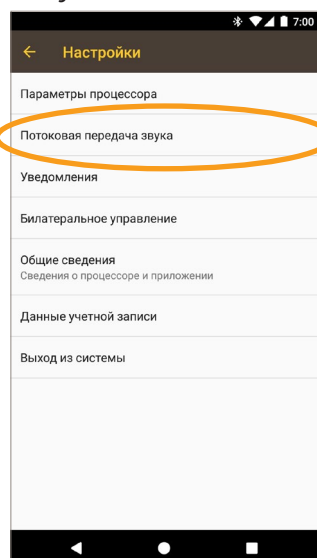 7:00
Настройки
Параметры процессора
Потоковая передача звука
Уведомления
Билатеральное управление
Общие сведения
Сведения о процессоре и приложении
Данные учетной записи
Выход из системы